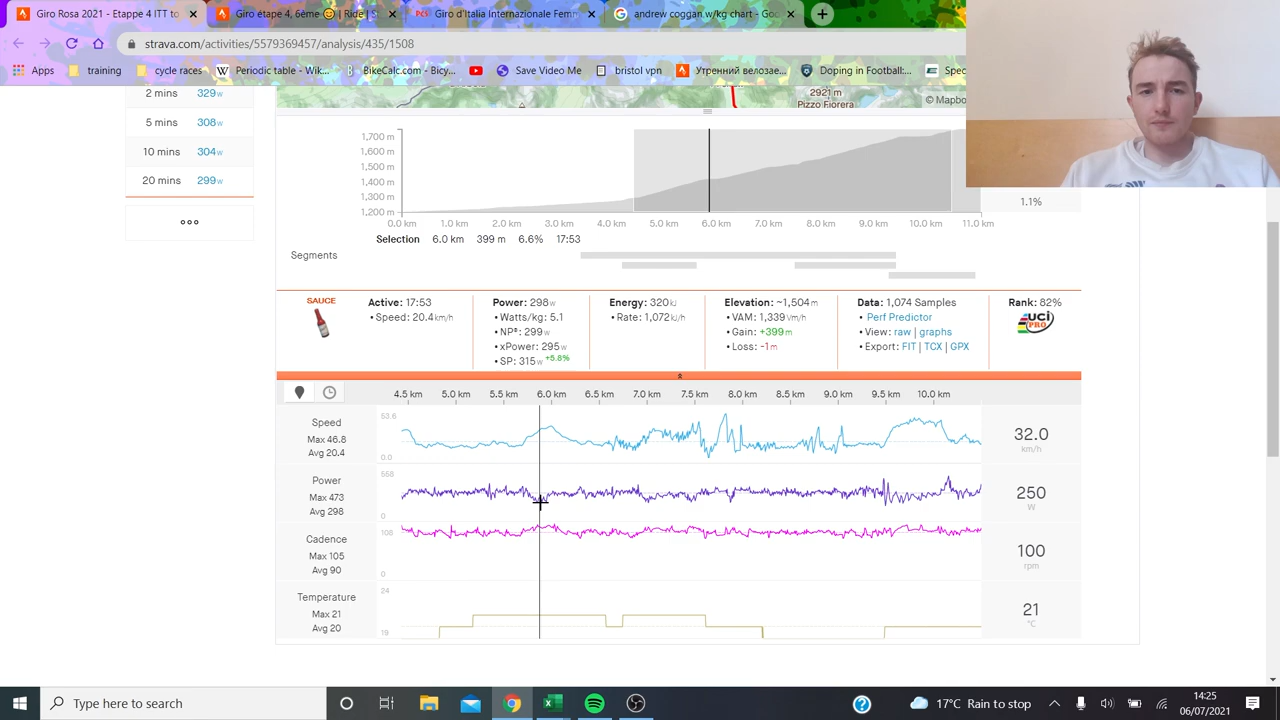 Giro Rosa 2021 - Etappe 4 ITT to
Giro étape 4, 6ème | Ride | S
PCS Giro d'Italia Internazionale Femm
andrew coggan w/kg chart - Goo
strava.com/activities/5579369457/analysis/435/1508
Apps training cycle races Periodic table - Wik... BikeCalc.com - Bicy... Save Video Me bristol vpn Утренний велозае... Doping in Football:... Spec
2 mins 329w
5 mins 308w
10 mins 304w
20 mins 299w
2921 m
Pizzo Fiorera
© Mapbo
1,700 m
1,600 m
1,500 m
1,400 m
1,300 m
1,200 m
1.1%
0.0 km 1.0 km 2.0 km 3.0 km 4.0 km 5.0 km 6.0 km 7.0 km 8.0 km 9.0 km 10.0 km 11.0 km
Selection 6.0 km 399 m 6.6% 17:53
Segments
SAUCE
Active: 17:53
• Speed: 20.4km/h
Power: 298w
• Watts/kg: 5.1
• NP®: 299w
• xPower: 295w
• SP: 315w +5.8%
Energy: 320kJ
• Rate: 1,072kJ/h
Elevation: ~1,504m
• VAM: 1,339Vm/h
• Gain: +399m
• Loss: -1m
Data: 1,074 Samples
• Perf Predictor
• View: raw | graphs
• Export: FIT | TCX | GPX
Rank: 82%
UCI
PRO
4.5 km 5.0 km 5.5 km 6.0 km 6.5 km 7.0 km 7.5 km 8.0 km 8.5 km 9.0 km 9.5 km 10.0 km
Speed
Max 46.8
Avg 20.4
53.6
0.0
32.0
km/h
Power
Max 473
Avg 298
558
0
250
W
Cadence
Max 105
Avg 90
108
0
100
rpm
Temperature
Max 21
Avg 20
24
19
21
°C
Type here to search
17°C Rain to stop
14:25
06/07/2021